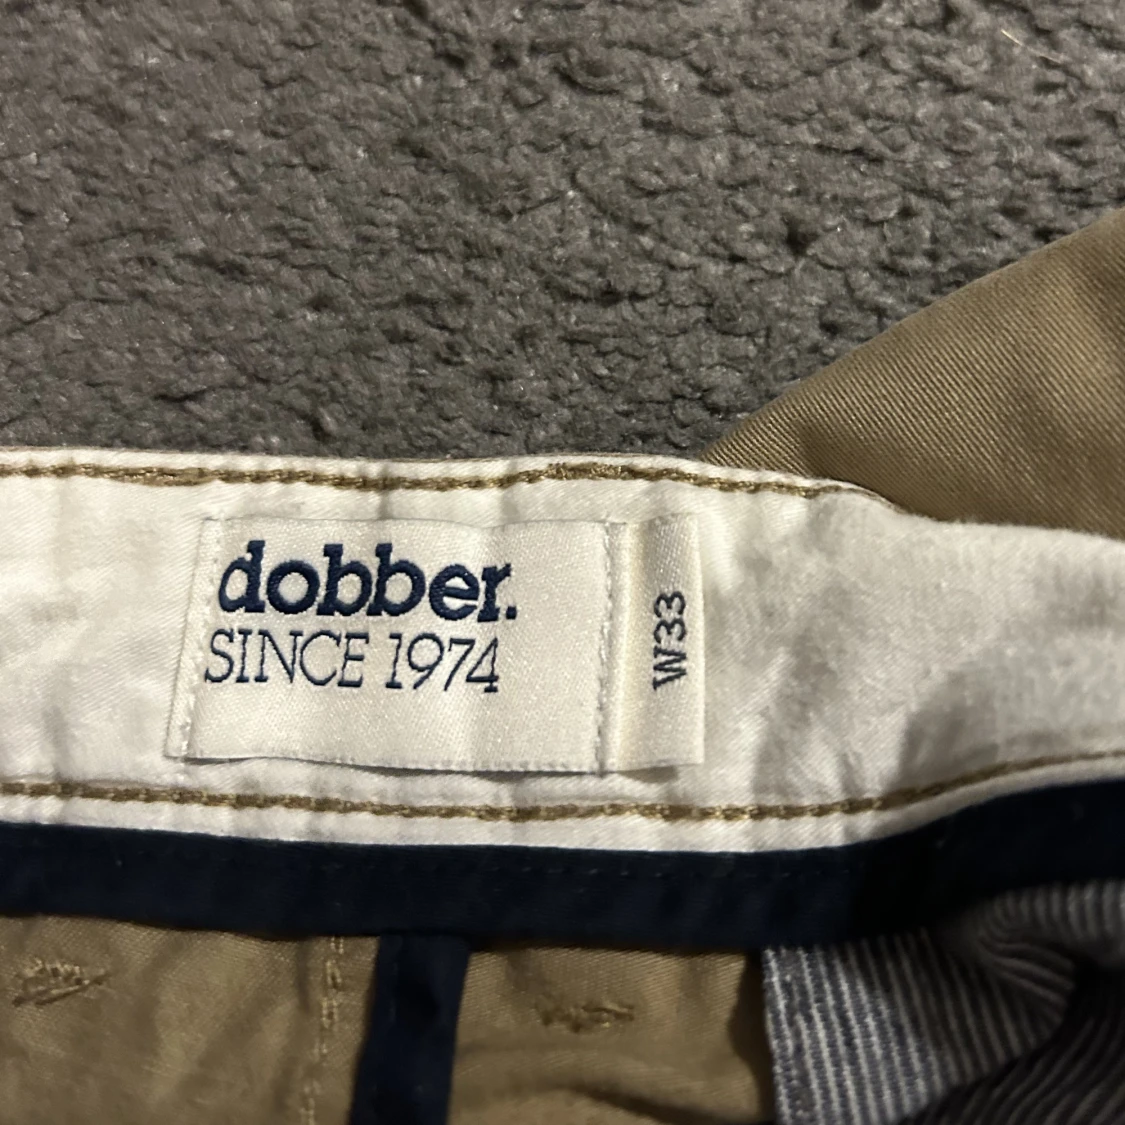 dobber.
SINCE 1974
W33